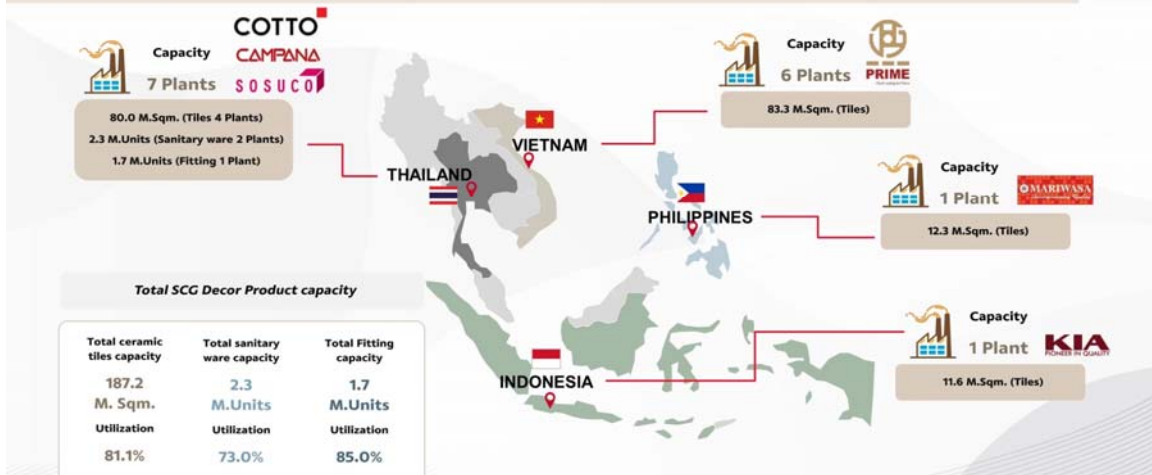 COTTO
CAMPANA
SOSUCO
Capacity
7 Plants
80.0 M.Sqm. (Tiles 4 Plants)
2.3 M.Units (Sanitary ware 2 Plants)
1.7 M.Units (Fitting 1 Plant)
THAILAND
VIETNAM
Capacity
6 Plants
PRIME
83.3 M.Sqm. (Tiles)
PHILIPPINES
Capacity
1 Plant
MARIWASA
12.3 M.Sqm. (Tiles)
INDONESIA
Capacity
1 Plant
KIA
PIONEER IN QUALITY
11.6 M.Sqm. (Tiles)
Total SCG Decor Product capacity
Total ceramic
tiles capacity
187.2
M. Sqm.
Utilization
81.1%
Total sanitary
ware capacity
2.3
M.Units
Utilization
73.0%
Total Fitting
capacity
1.7
M.Units
Utilization
85.0%